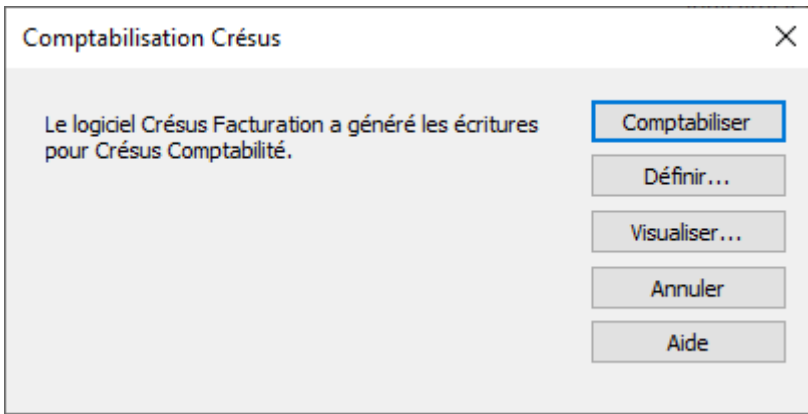 Comptabilisation Crésus
Le logiciel Crésus Facturation a généré les écritures
pour Crésus Comptabilité.
Comptabiliser
Définir...
Visualiser...
Annuler
Aide